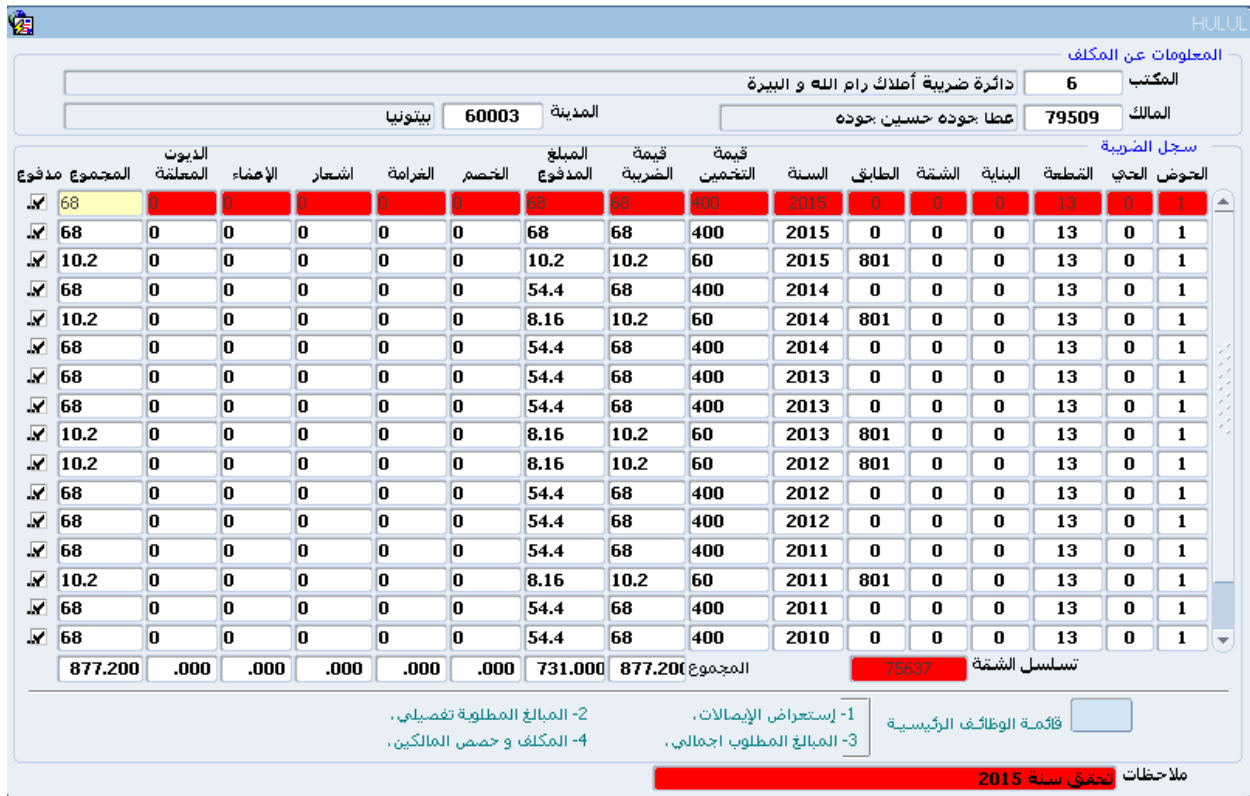 HULUL
المعلومات عن المكلف
المكتب 6 دائرة ضريبة أملاك رام الله و البيرة
المالك 79509 عطا جوده حسين جوده المدينة 60003 بيتونيا
سجل الضريبة
الحوض الحي القطعة البناية الشقة الطابق السنة قيمة التخمين قيمة الضريبة المبلغ المدفوع الخصم الغرامة اشعار الإعفاء الديون المعلقة المجموع مدفوع
1 0 13 0 0 0 2015 400 68 68 0 0 0 0 0 68
1 0 13 0 0 0 2015 400 68 68 0 0 0 0 0 68
1 0 13 0 0 801 2015 60 10.2 10.2 0 0 0 0 0 10.2
1 0 13 0 0 0 2014 400 68 54.4 0 0 0 0 0 68
1 0 13 0 0 801 2014 60 10.2 8.16 0 0 0 0 0 10.2
1 0 13 0 0 0 2014 400 68 54.4 0 0 0 0 0 68
1 0 13 0 0 0 2013 400 68 54.4 0 0 0 0 0 68
1 0 13 0 0 0 2013 400 68 54.4 0 0 0 0 0 68
1 0 13 0 0 801 2013 60 10.2 8.16 0 0 0 0 0 10.2
1 0 13 0 0 801 2012 60 10.2 8.16 0 0 0 0 0 10.2
1 0 13 0 0 0 2012 400 68 54.4 0 0 0 0 0 68
1 0 13 0 0 0 2012 400 68 54.4 0 0 0 0 0 68
1 0 13 0 0 0 2011 400 68 54.4 0 0 0 0 0 68
1 0 13 0 0 801 2011 60 10.2 8.16 0 0 0 0 0 10.2
1 0 13 0 0 0 2011 400 68 54.4 0 0 0 0 0 68
1 0 13 0 0 0 2010 400 68 54.4 0 0 0 0 0 68
تسلسل الشقة 75637 المجموع 877.200 731.000 .000 .000 .000 .000 .000 877.200
قائمة الوظائف الرئيسية
1- إستعراض الإيصالات. 2- المبالغ المطلوبة تفصيلي.
3- المبالغ المطلوب اجمالي. 4- المكلف و حصص المالكين.
ملاحظات تحقق سنة 2015